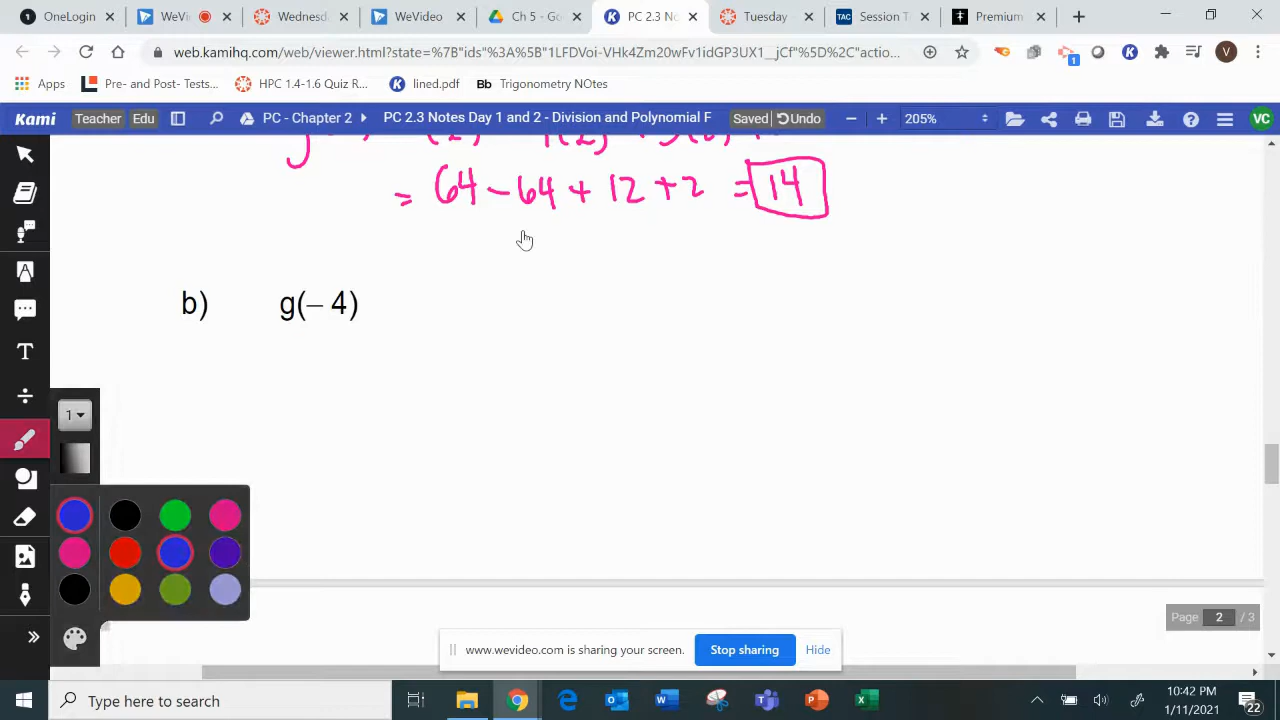 OneLogin
WeVi
Wednesd
WeVideo
Ch-5 - Go
PC 2.3 No
Tuesday
Session T
Premium
web.kamihq.com/web/viewer.html?state=%7B"ids"%3A%5B"1LFDVoi-VHk4Zm20wFv1idGP3UX1__jCf"%5D%2C"actio...
1
V
Apps
Pre- and Post- Tests...
HPC 1.4-1.6 Quiz R...
lined.pdf
Bb Trigonometry NOtes
Kami Teacher Edu PC - Chapter 2 PC 2.3 Notes Day 1 and 2 - Division and Polynomial F Saved Undo 205% VC
= 64 – 64 + 12 + 2 = 14
b) g(– 4)
1
Page 2 / 3
www.wevideo.com is sharing your screen. Stop sharing Hide
Type here to search
10:42 PM
1/11/2021
22